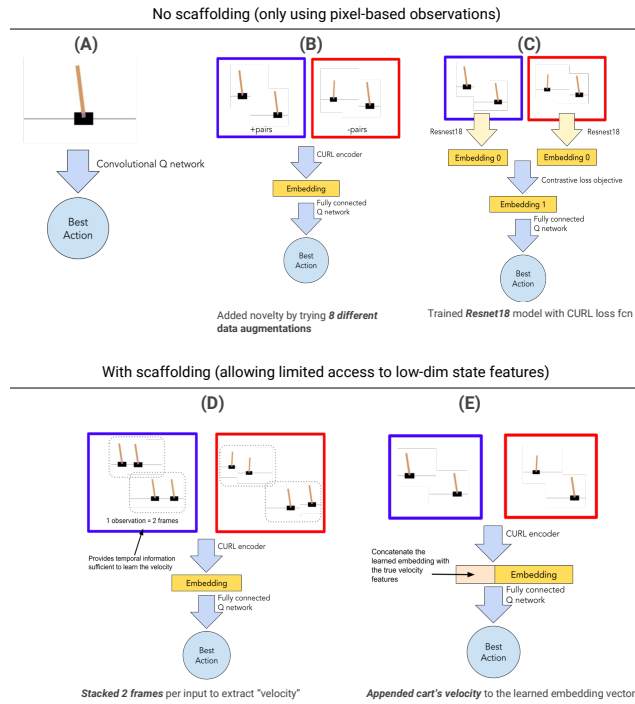 No scaffolding (only using pixel-based observations)
(A)
Convolutional Q network
Best
Action
(B)
+pairs
-pairs
CURL encoder
Embedding
Fully connected
Q network
Best
Action
Added novelty by trying 8 different
data augmentations
(C)
Resnest18
Resnet18
Embedding 0
Embedding 0
Contrastive loss objective
Embedding 1
Fully connected
Q network
Best
Action
Trained Resnet18 model with CURL loss fcn
With scaffolding (allowing limited access to low-dim state features)
(D)
1 observation = 2 frames
Provides temporal information
sufficient to learn the velocity
CURL encoder
Embedding
Fully connected
Q network
Best
Action
Stacked 2 frames per input to extract “velocity”
(E)
CURL encoder
Concatenate the
learned embedding with
the true velocity
features
Embedding
Fully connected
Q network
Best
Action
Appended cart's velocity to the learned embedding vector